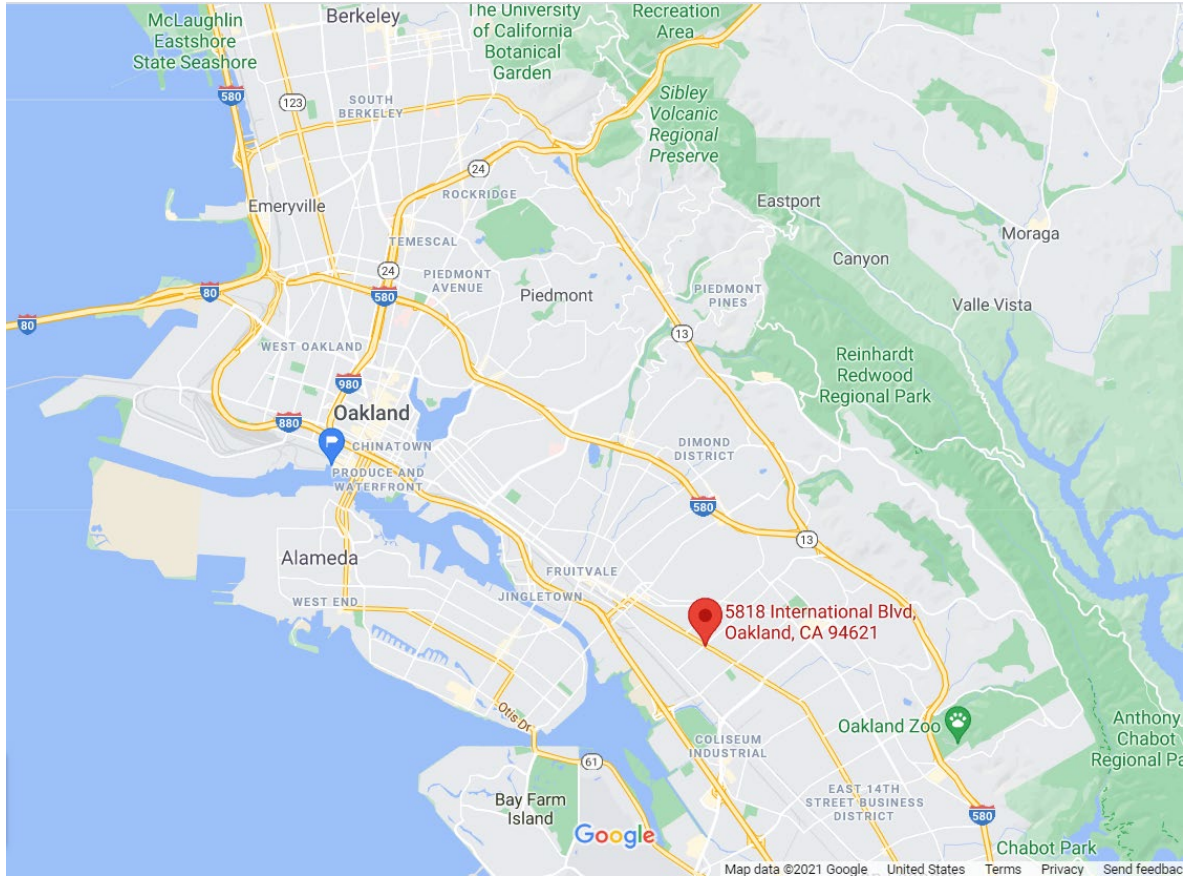 McLaughlin
Eastshore
State Seashore
Berkeley
The University
of California
Botanical
Garden
Recreation
Area
580
123
SOUTH
BERKELEY
Sibley
Volcanic
Regional
Preserve
24
ROCKRIDGE
Emeryville
Eastport
Moraga
TEMESCAL
24
PIEDMONT
AVENUE
Canyon
80
580
Piedmont
PIEDMONT
PINES
Valle Vista
80
13
WEST OAKLAND
Reinhardt
Redwood
Regional Park
980
Oakland
880
CHINATOWN
DIMOND
DISTRICT
PRODUCE AND
WATERFRONT
580
13
Alameda
FRUITVALE
JINGLETOWN
WEST END
5818 International Blvd,
Oakland, CA 94621
Otis Dr
Oakland Zoo
Anthony
Chabot
Regional Pa
COLISEUM
INDUSTRIAL
61
EAST 14TH
STREET BUSINESS
DISTRICT
Bay Farm
Island
580
Google
Chabot Park
Map data ©2021 Google United States Terms Privacy Send feedbac